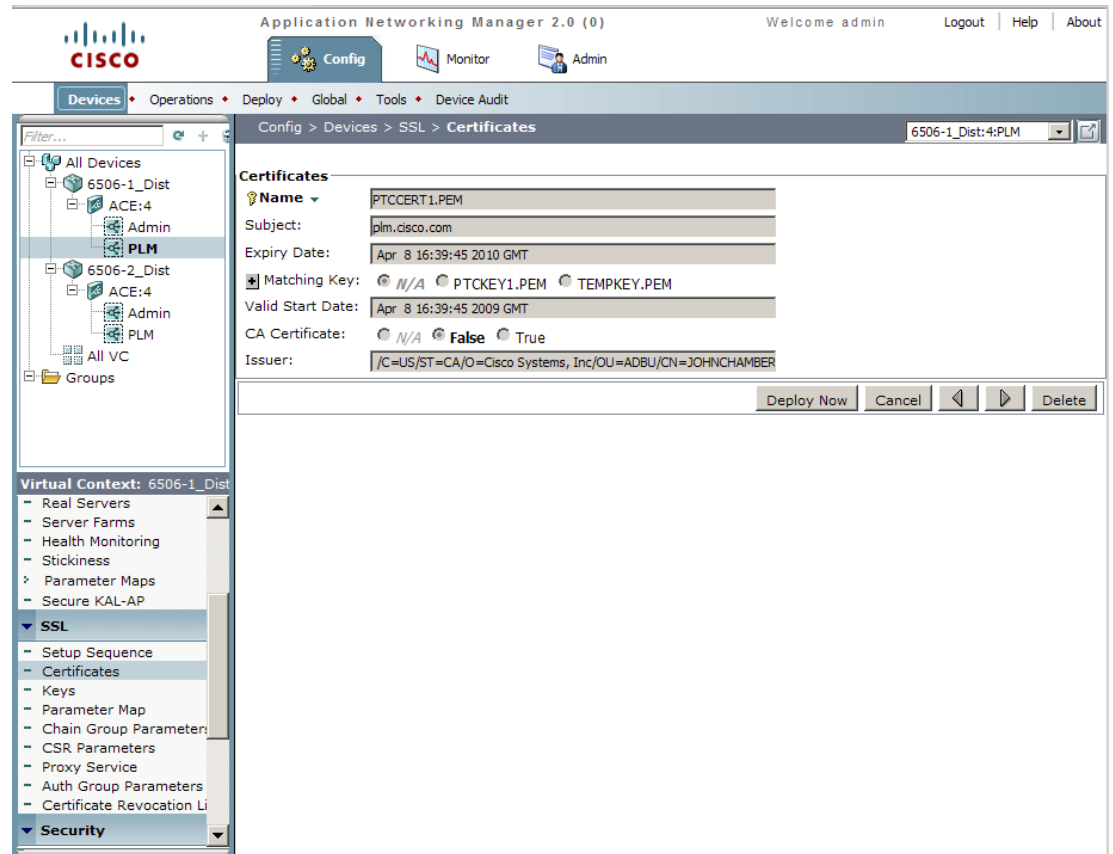 Application Networking Manager 2.0 (0)
Welcome admin
Logout | Help | About
CISCO
Config
Monitor
Admin
Devices
Operations
Deploy
Global
Tools
Device Audit
Filter...
Config > Devices > SSL > Certificates
6506-1_Dist:4:PLM
All Devices
6506-1_Dist
ACE:4
Admin
PLM
6506-2_Dist
ACE:4
Admin
PLM
All VC
Groups
Certificates
Name
PTCCERT1.PEM
Subject:
plm.cisco.com
Expiry Date:
Apr 8 16:39:45 2010 GMT
Matching Key:
N/A PTCKEY1.PEM TEMPKEY.PEM
Valid Start Date:
Apr 8 16:39:45 2009 GMT
CA Certificate:
N/A False True
Issuer:
/C=US/ST=CA/O=Cisco Systems, Inc/OU=ADBU/CN=JOHNCHAMBER
Deploy Now
Cancel
Delete
Virtual Context: 6506-1_Dist
Real Servers
Server Farms
Health Monitoring
Stickiness
Parameter Maps
Secure KAL-AP
SSL
Setup Sequence
Certificates
Keys
Parameter Map
Chain Group Parameters
CSR Parameters
Proxy Service
Auth Group Parameters
Certificate Revocation Li
Security